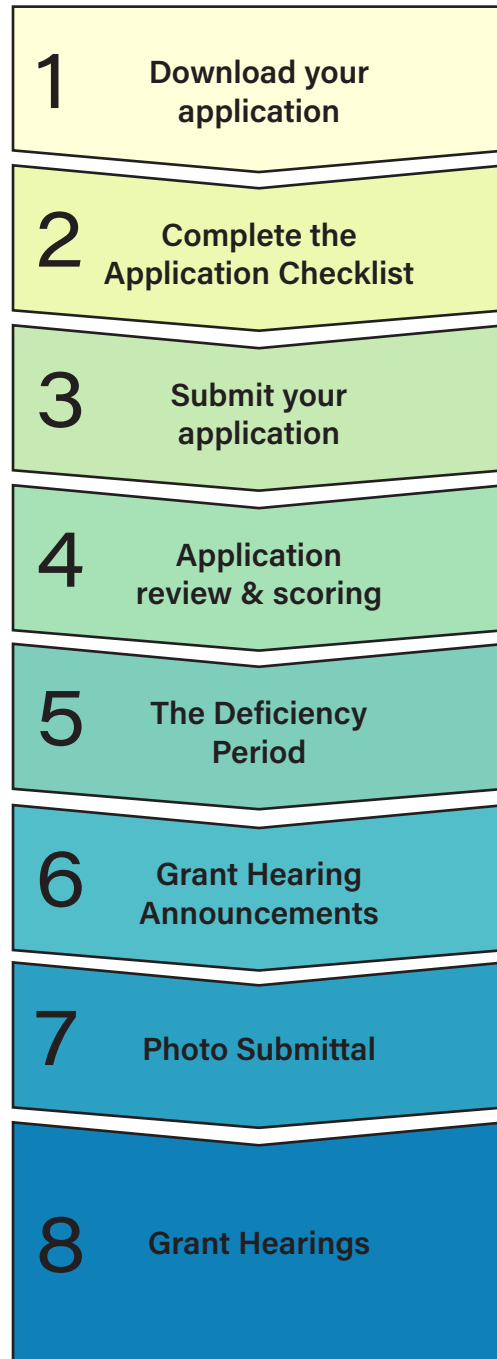 1
Download your
application
2
Complete the
Application Checklist
3
Submit your
application
4
Application
review & scoring
5
The Deficiency
Period
6
Grant Hearing
Announcements
7
Photo Submittal
8
Grant Hearings